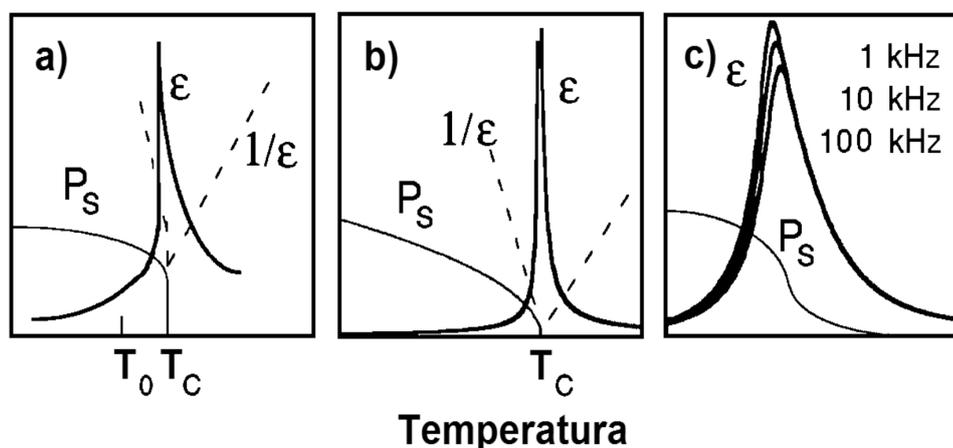 a)
ε
1/ε
P_S
T_0 T_C
b)
ε
1/ε
P_S
T_C
c) ε
1 kHz
10 kHz
100 kHz
P_S
Temperatura